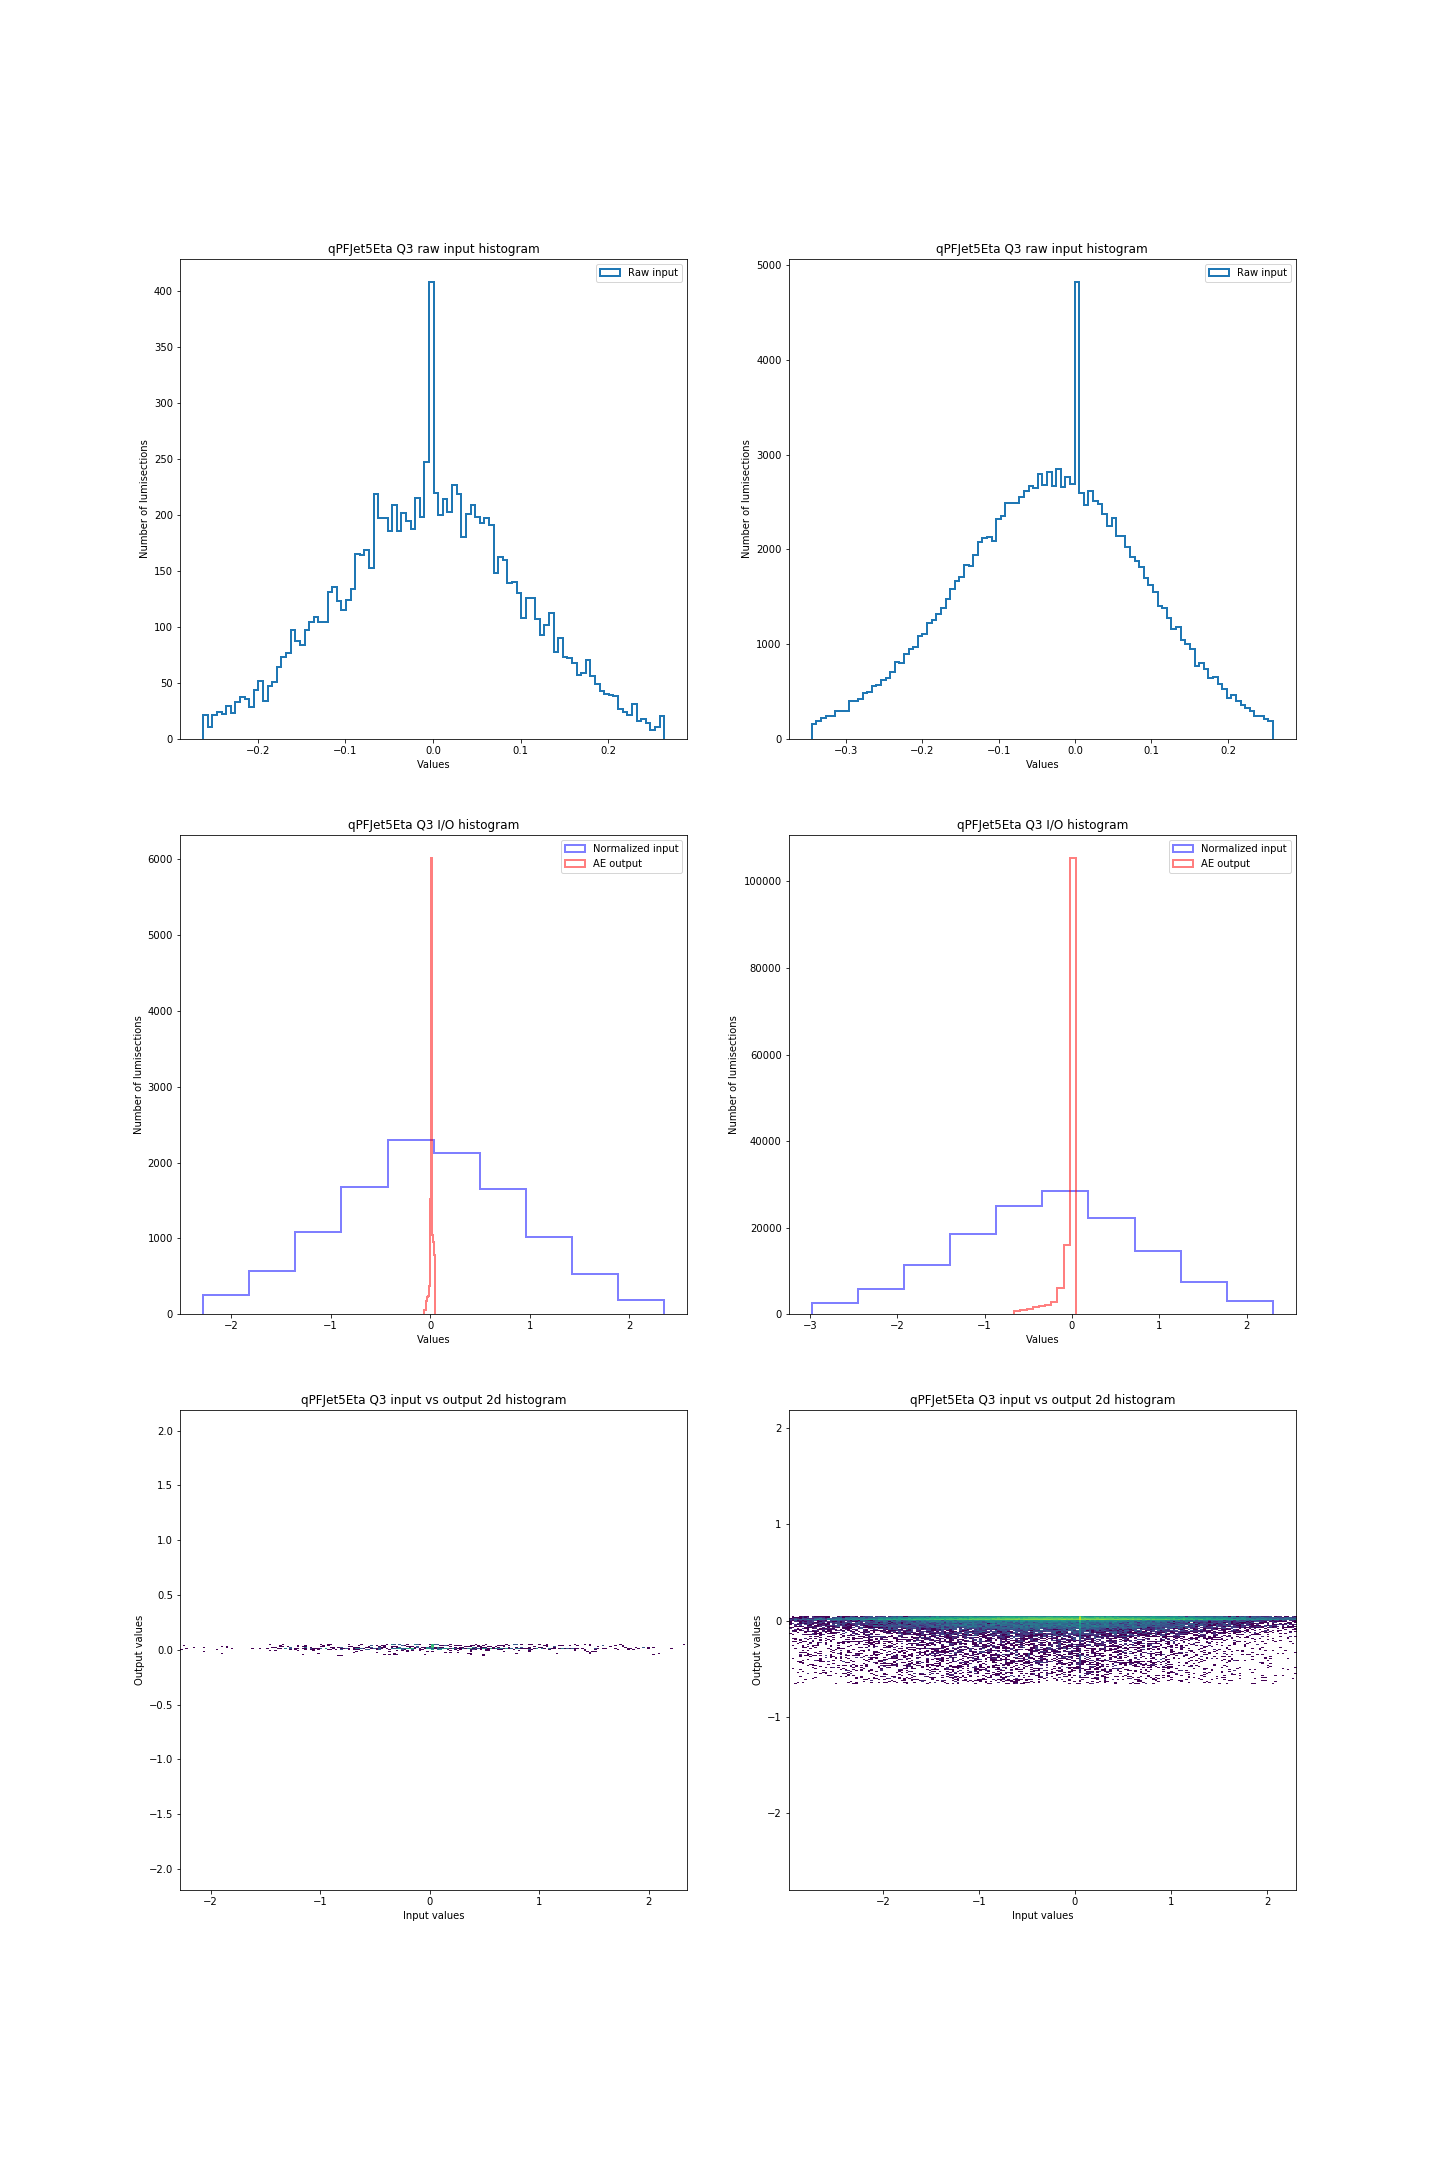 qPFJet5Eta Q3 raw input histogram
Raw input
Number of lumisections
400
350
300
250
200
150
100
50
0
−0.2 −0.1 0.0 0.1 0.2
Values
qPFJet5Eta Q3 raw input histogram
Raw input
Number of lumisections
5000
4000
3000
2000
1000
0
−0.3 −0.2 −0.1 0.0 0.1 0.2
Values
qPFJet5Eta Q3 I/O histogram
Normalized input
AE output
Number of lumisections
6000
5000
4000
3000
2000
1000
0
−2 −1 0 1 2
Values
qPFJet5Eta Q3 I/O histogram
Normalized input
AE output
Number of lumisections
100000
80000
60000
40000
20000
0
−3 −2 −1 0 1 2
Values
qPFJet5Eta Q3 input vs output 2d histogram
Output values
2.0
1.5
1.0
0.5
0.0
−0.5
−1.0
−1.5
−2.0
−2 −1 0 1 2
Input values
qPFJet5Eta Q3 input vs output 2d histogram
Output values
2
1
0
−1
−2
−2 −1 0 1 2
Input values